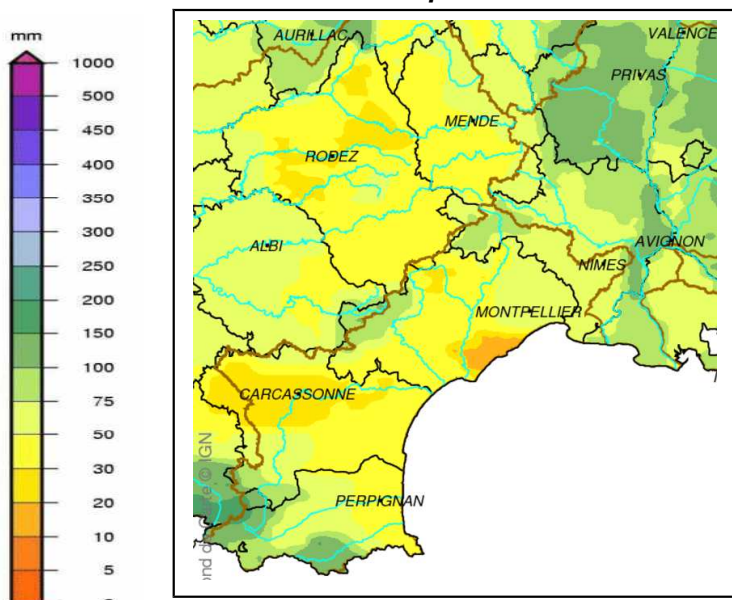 mm
1000
500
450
400
350
300
250
200
150
100
75
50
30
20
10
5
AURILLAC
VALENCE
PRIVAS
MENDE
RODEZ
ALBI
AVIGNON
NIMES
MONTPELLIER
CARCASSONNE
PERPIGNAN
© IGN